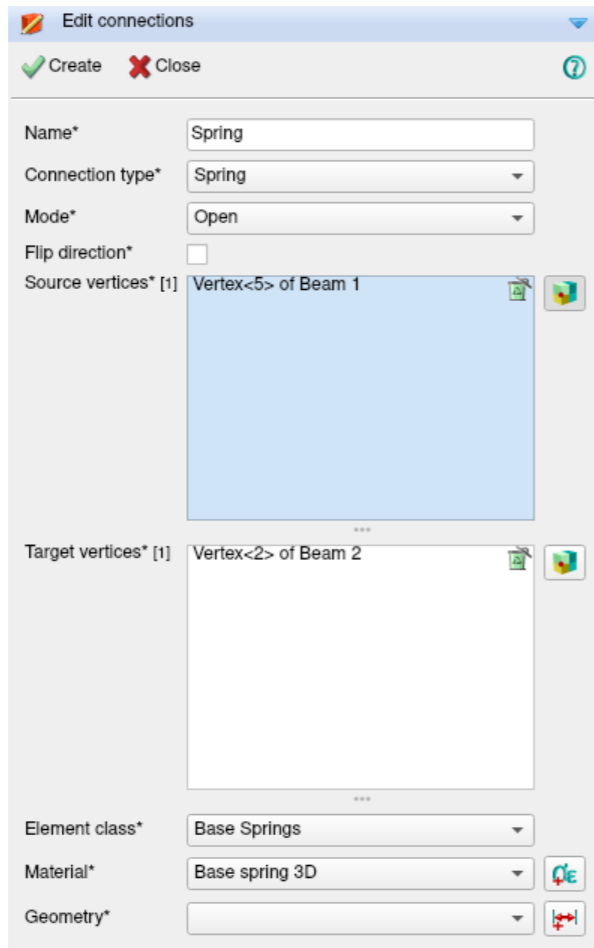 Edit connections
Create Close
Name* Spring
Connection type* Spring
Mode* Open
Flip direction*
Source vertices* [1] Vertex<5> of Beam 1
Target vertices* [1] Vertex<2> of Beam 2
Element class* Base Springs
Material* Base spring 3D
Geometry*